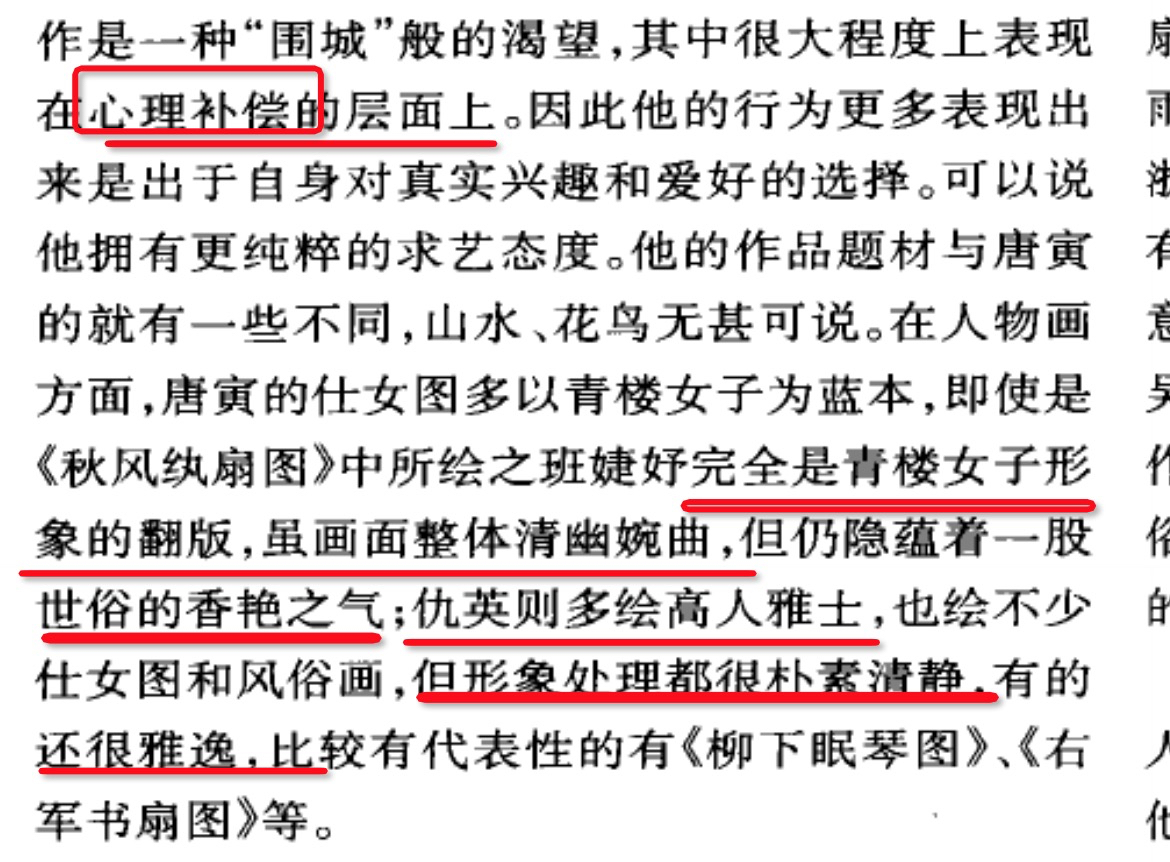 作是一种“围城”般的渴望，其中很大程度上表现
在心理补偿的层面上。因此他的行为更多表现出
来是出于自身对真实兴趣和爱好的选择。可以说
他拥有更纯粹的求艺态度。他的作品题材与唐寅
的就有一些不同，山水、花鸟无甚可说。在人物画
方面，唐寅的仕女图多以青楼女子为蓝本，即使是
《秋风纨扇图》中所绘之班婕妤完全是青楼女子形
象的翻版，虽画面整体清幽婉曲，但仍隐蕴着一股
世俗的香艳之气；仇英则多绘高人雅士，也绘不少
仕女图和风俗画，但形象处理都很朴素清静，有的
还很雅逸，比较有代表性的有《柳下眠琴图》、《右
军书扇图》等。